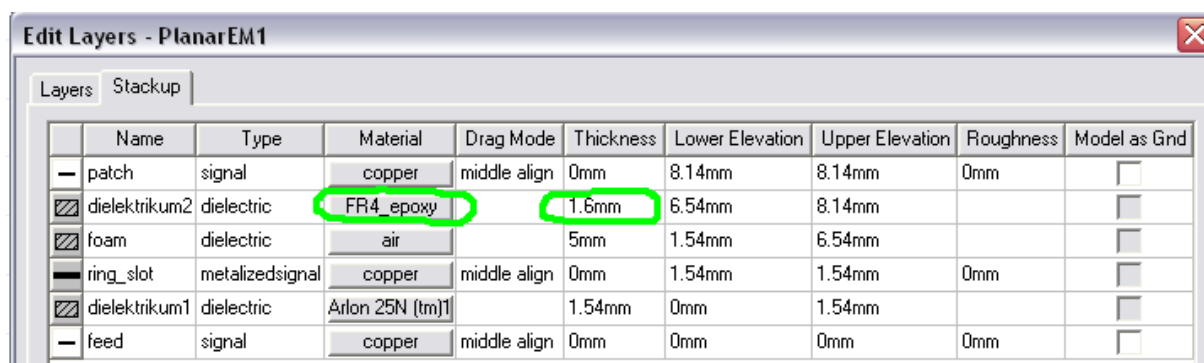 Edit Layers - PlanarEM1
Layers Stackup
Name Type Material Drag Mode Thickness Lower Elevation Upper Elevation Roughness Model as Gnd
patch signal copper middle align 0mm 8.14mm 8.14mm 0mm
dielektrikum2 dielectric FR4_epoxy 1.6mm 6.54mm 8.14mm
foam dielectric air 5mm 1.54mm 6.54mm
ring_slot metalizedsignal copper middle align 0mm 1.54mm 1.54mm 0mm
dielektrikum1 dielectric Arlon 25N (tm)1 1.54mm 0mm 1.54mm
feed signal copper middle align 0mm 0mm 0mm 0mm